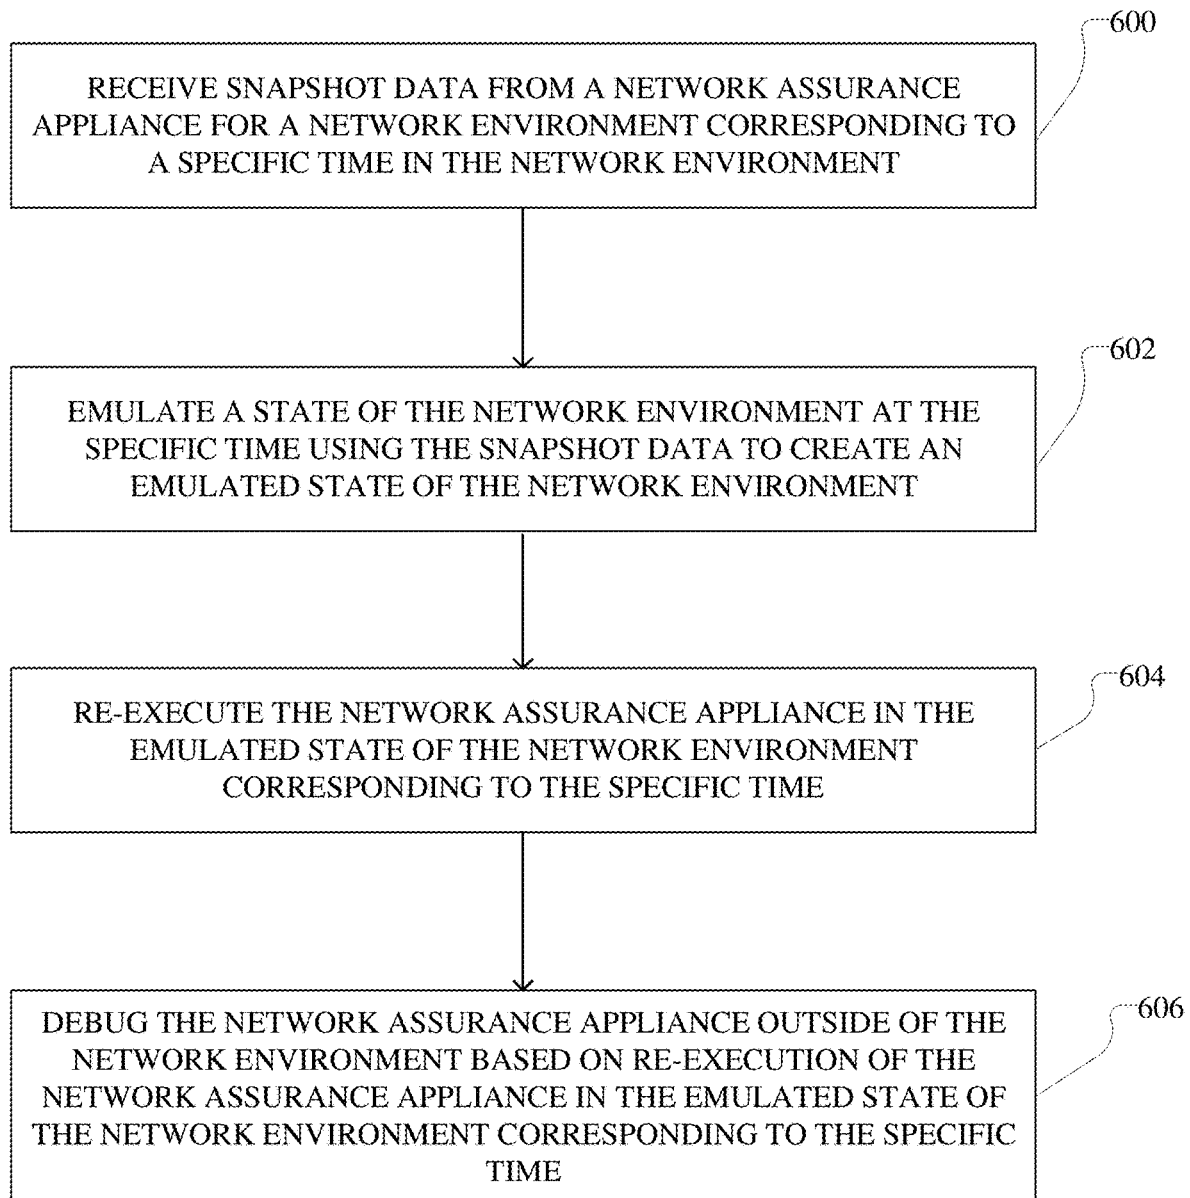 600
RECEIVE SNAPSHOT DATA FROM A NETWORK ASSURANCE
APPLIANCE FOR A NETWORK ENVIRONMENT CORRESPONDING TO
A SPECIFIC TIME IN THE NETWORK ENVIRONMENT
602
EMULATE A STATE OF THE NETWORK ENVIRONMENT AT THE
SPECIFIC TIME USING THE SNAPSHOT DATA TO CREATE AN
EMULATED STATE OF THE NETWORK ENVIRONMENT
604
RE-EXECUTE THE NETWORK ASSURANCE APPLIANCE IN THE
EMULATED STATE OF THE NETWORK ENVIRONMENT
CORRESPONDING TO THE SPECIFIC TIME
606
DEBUG THE NETWORK ASSURANCE APPLIANCE OUTSIDE OF THE
NETWORK ENVIRONMENT BASED ON RE-EXECUTION OF THE
NETWORK ASSURANCE APPLIANCE IN THE EMULATED STATE OF
THE NETWORK ENVIRONMENT CORRESPONDING TO THE SPECIFIC
TIME